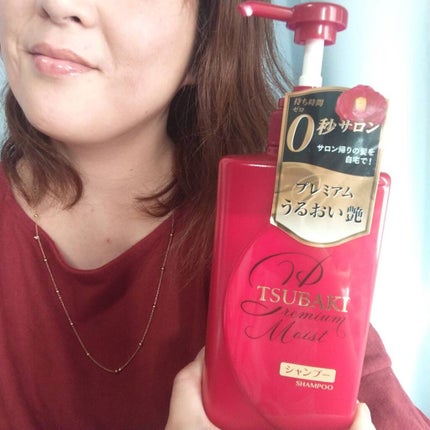 待ち時間
ゼロ
0秒サロン
サロン帰りの髪を
自宅で!
プレミアム
うるおい艶
TSUBAKI
Premium
Moist
シャンプー
SHAMPOO